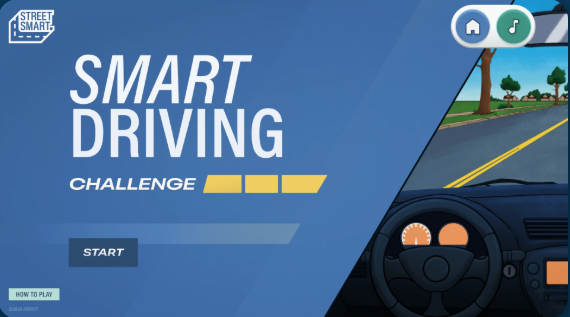 STREET
SMART
SMART
DRIVING
CHALLENGE
START
HOW TO PLAY